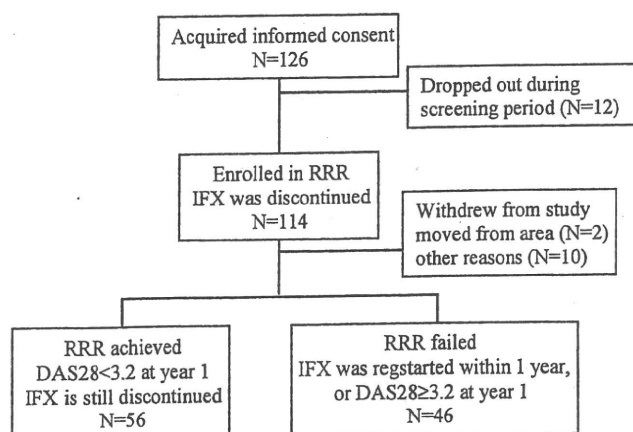 Acquired informed consent
N=126
Dropped out during
screening period (N=12)
Enrolled in RRR
IFX was discontinued
N=114
Withdrew from study
moved from area (N=2)
other reasons (N=10)
RRR achieved
DAS28<3.2 at year 1
IFX is still discontinued
N=56
RRR failed
IFX was regstarted within 1 year,
or DAS28≥3.2 at year 1
N=46